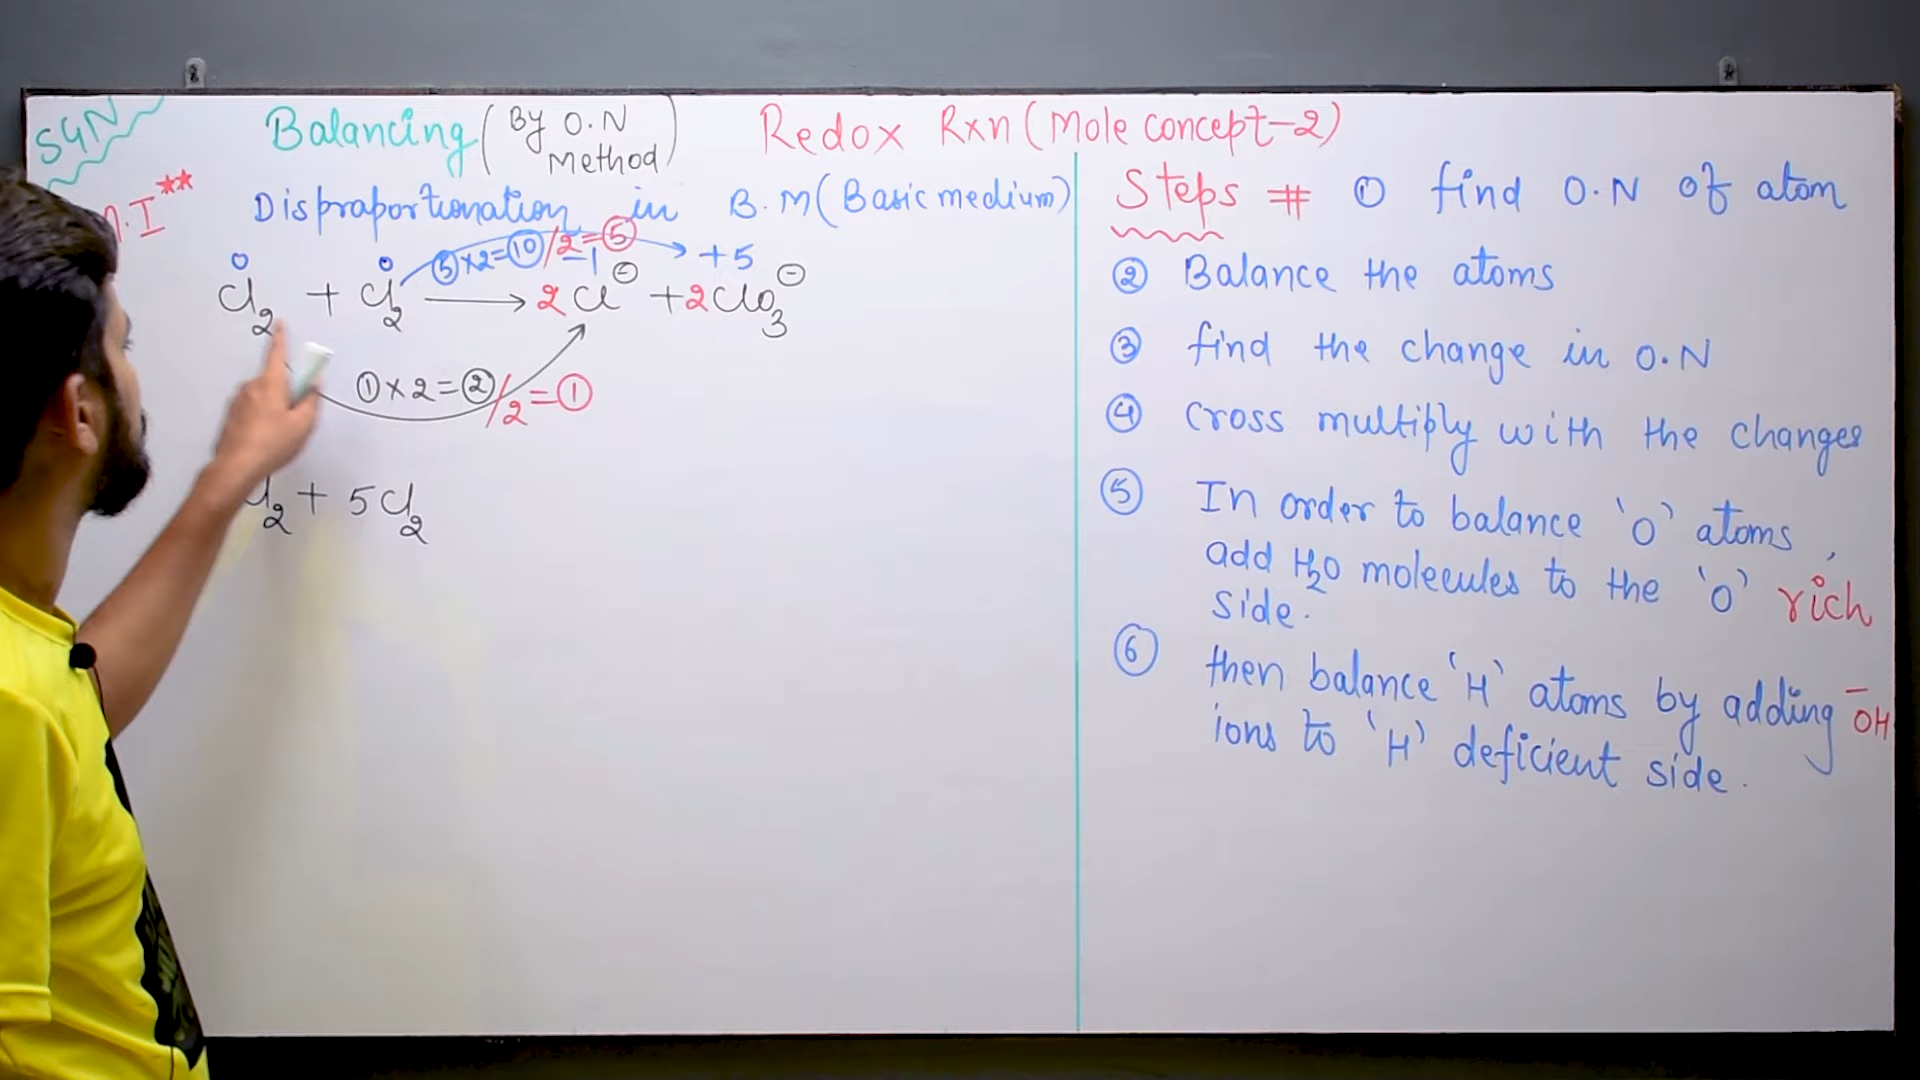 SGN
Balancing (By O.N Method)
Redox Rxn (Mole concept-2)
n.I**
Dispraportionation in B.M (Basic medium)
⑤×2=⑩/2=⑤
0 0 -1 +5
Cl₂ + Cl₂ ⟶ 2Cl⊖ + 2ClO₃⊖
①×2=②/2=①
Cl₂ + 5Cl₂
Steps # ① find O.N of atom
② Balance the atoms
③ find the change in O.N
④ cross multiply with the changes
⑤ In order to balance 'O' atoms,
add H₂O molecules to the 'O' rich
side.
⑥ then balance 'H' atoms by adding ⁻OH
ions to 'H' deficient side.